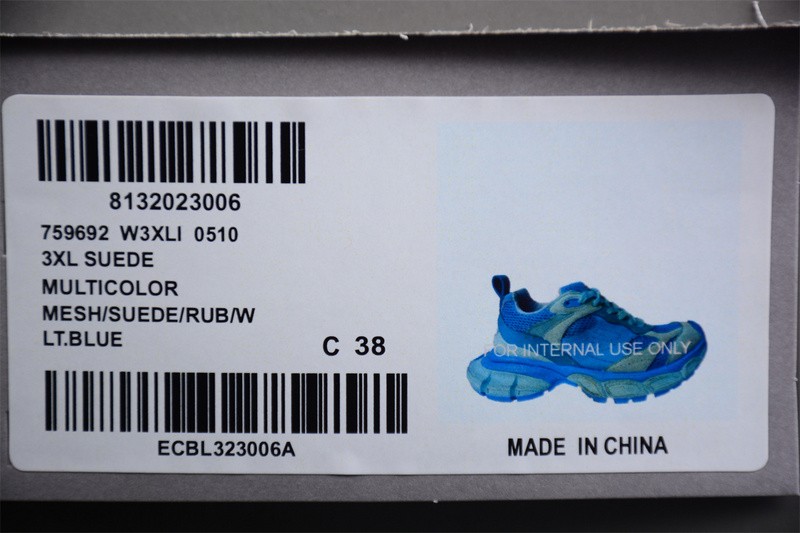 8132023006
759692 W3XLI 0510
3XL SUEDE
MULTICOLOR
MESH/SUEDE/RUB/W
LT.BLUE
C 38
ECBL323006A
FOR INTERNAL USE ONLY
MADE IN CHINA